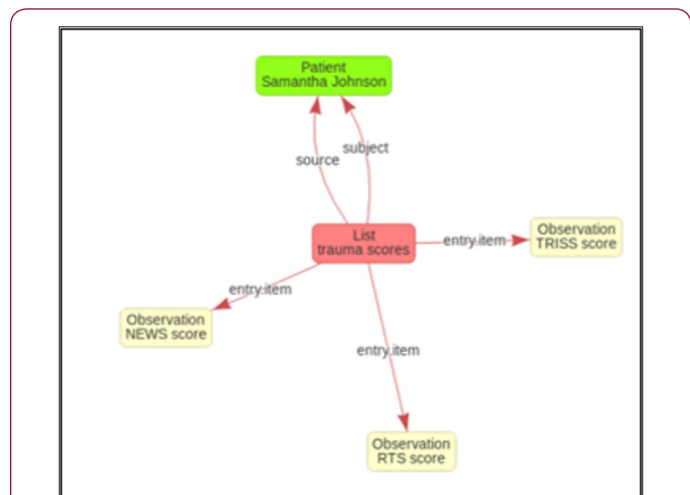 Patient
Samantha Johnson
source
subject
List
trauma scores
entry.item
Observation
TRISS score
entry.item
Observation
NEWS score
entry.item
Observation
RTS score